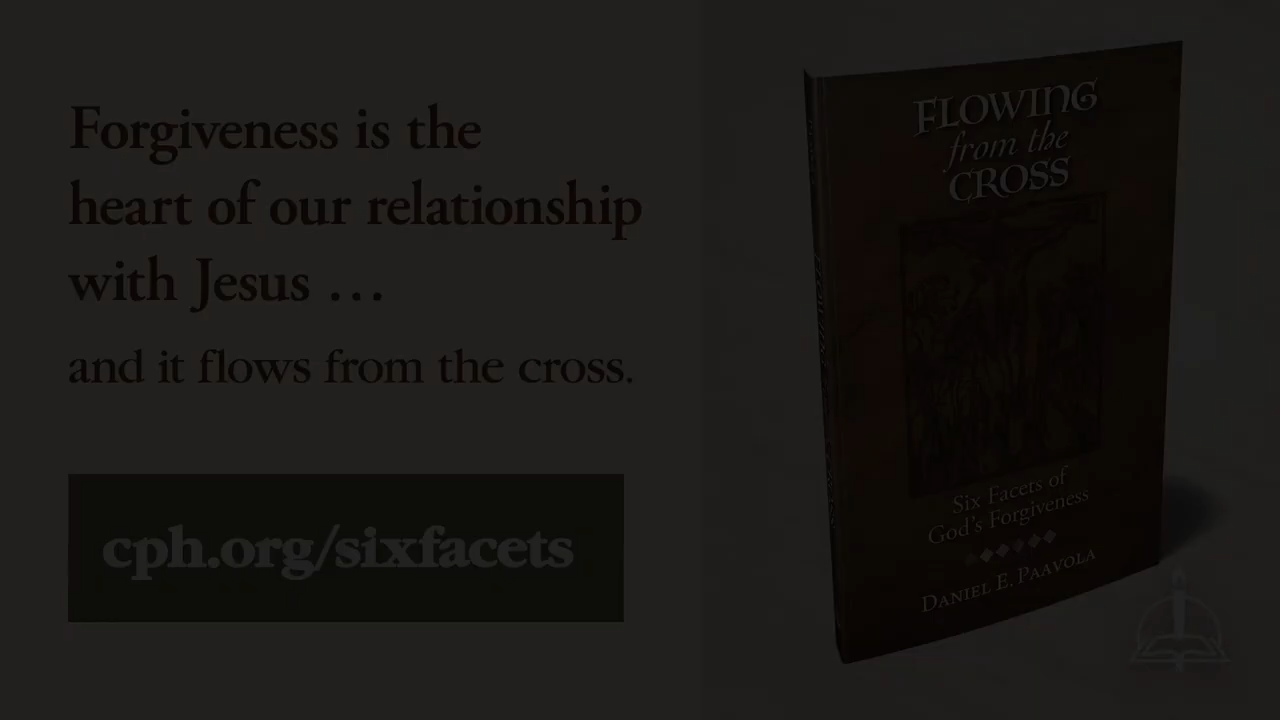 Forgiveness is the
heart of our relationship
with Jesus …
and it flows from the cross.
cph.org/sixfacets
FLOWING
from the
CROSS
Six Facets of
God's Forgiveness
DANIEL E. PAAVOLA